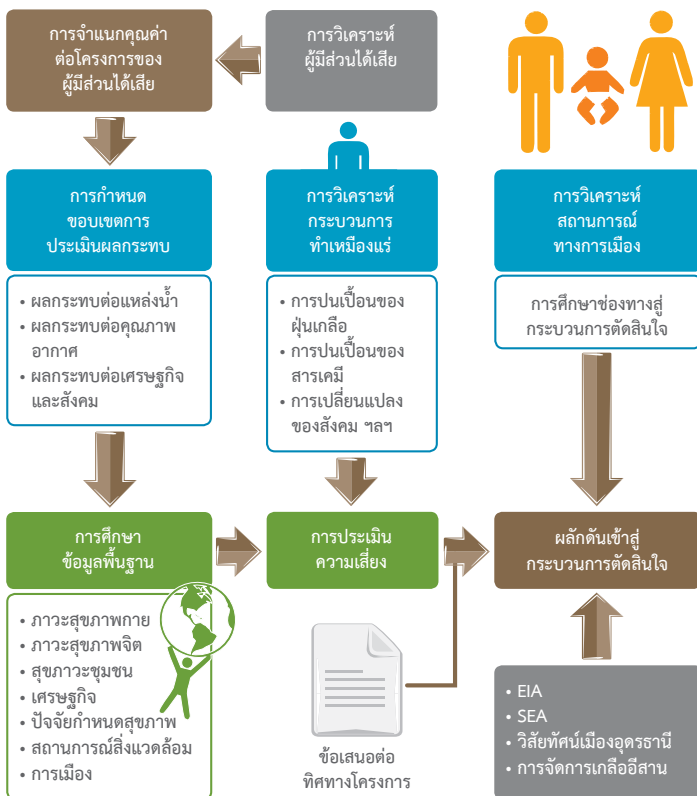 การจำแนกคุณค่า
ต่อโครงการของ
ผู้มีส่วนได้เสีย
การวิเคราะห์
ผู้มีส่วนได้เสีย
การกำหนด
ขอบเขตการ
ประเมินผลกระทบ
• ผลกระทบต่อแหล่งน้ำ
• ผลกระทบต่อคุณภาพ
อากาศ
• ผลกระทบต่อเศรษฐกิจ
และสังคม
การวิเคราะห์
กระบวนการ
ทำเหมืองแร่
• การปนเปื้อนของ
ฝุ่นเกลือ
• การปนเปื้อนของ
สารเคมี
• การเปลี่ยนแปลง
ของสังคม ฯลฯ
การวิเคราะห์
สถานการณ์
ทางการเมือง
การศึกษาช่องทางสู่
กระบวนการตัดสินใจ
การศึกษา
ข้อมูลพื้นฐาน
• ภาวะสุขภาพกาย
• ภาวะสุขภาพจิต
• สุขภาวะชุมชน
• เศรษฐกิจ
• ปัจจัยกำหนดสุขภาพ
• สถานการณ์สิ่งแวดล้อม
• การเมือง
การประเมิน
ความเสี่ยง
ข้อเสนอต่อ
ทิศทางโครงการ
ผลักดันเข้าสู่
กระบวนการตัดสินใจ
• EIA
• SEA
• วิสัยทัศน์เมืองอุดรธานี
• การจัดการเกลืออีสาน